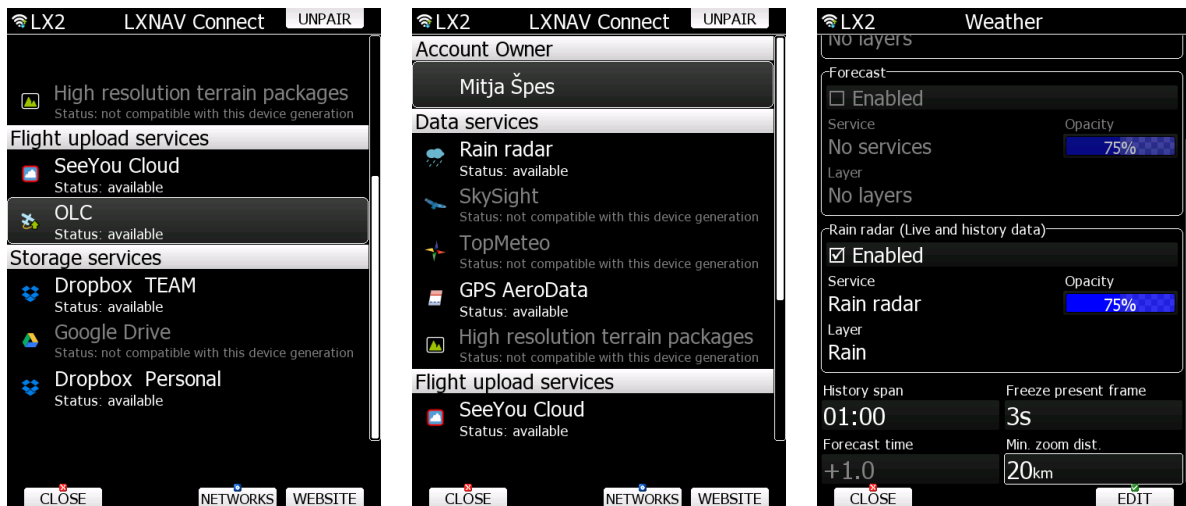 LX2 LXNAV Connect UNPAIR
High resolution terrain packages
Status: not compatible with this device generation
Flight upload services
SeeYou Cloud
Status: available
OLC
Status: available
Storage services
Dropbox TEAM
Status: available
Google Drive
Status: not compatible with this device generation
Dropbox Personal
Status: available
CLOSE NETWORKS WEBSITE
LX2 LXNAV Connect UNPAIR
Account Owner
Mitja Špes
Data services
Rain radar
Status: available
SkySight
Status: not compatible with this device generation
TopMeteo
Status: not compatible with this device generation
GPS AeroData
Status: available
High resolution terrain packages
Status: not compatible with this device generation
Flight upload services
SeeYou Cloud
Status: available
CLOSE NETWORKS WEBSITE
LX2 Weather
No layers
Forecast
Enabled
Service Opacity
No services 75%
Layer
No layers
Rain radar (Live and history data)
Enabled
Service Opacity
Rain radar 75%
Layer
Rain
History span Freeze present frame
01:00 3s
Forecast time Min. zoom dist.
+1.0 20km
CLOSE EDIT